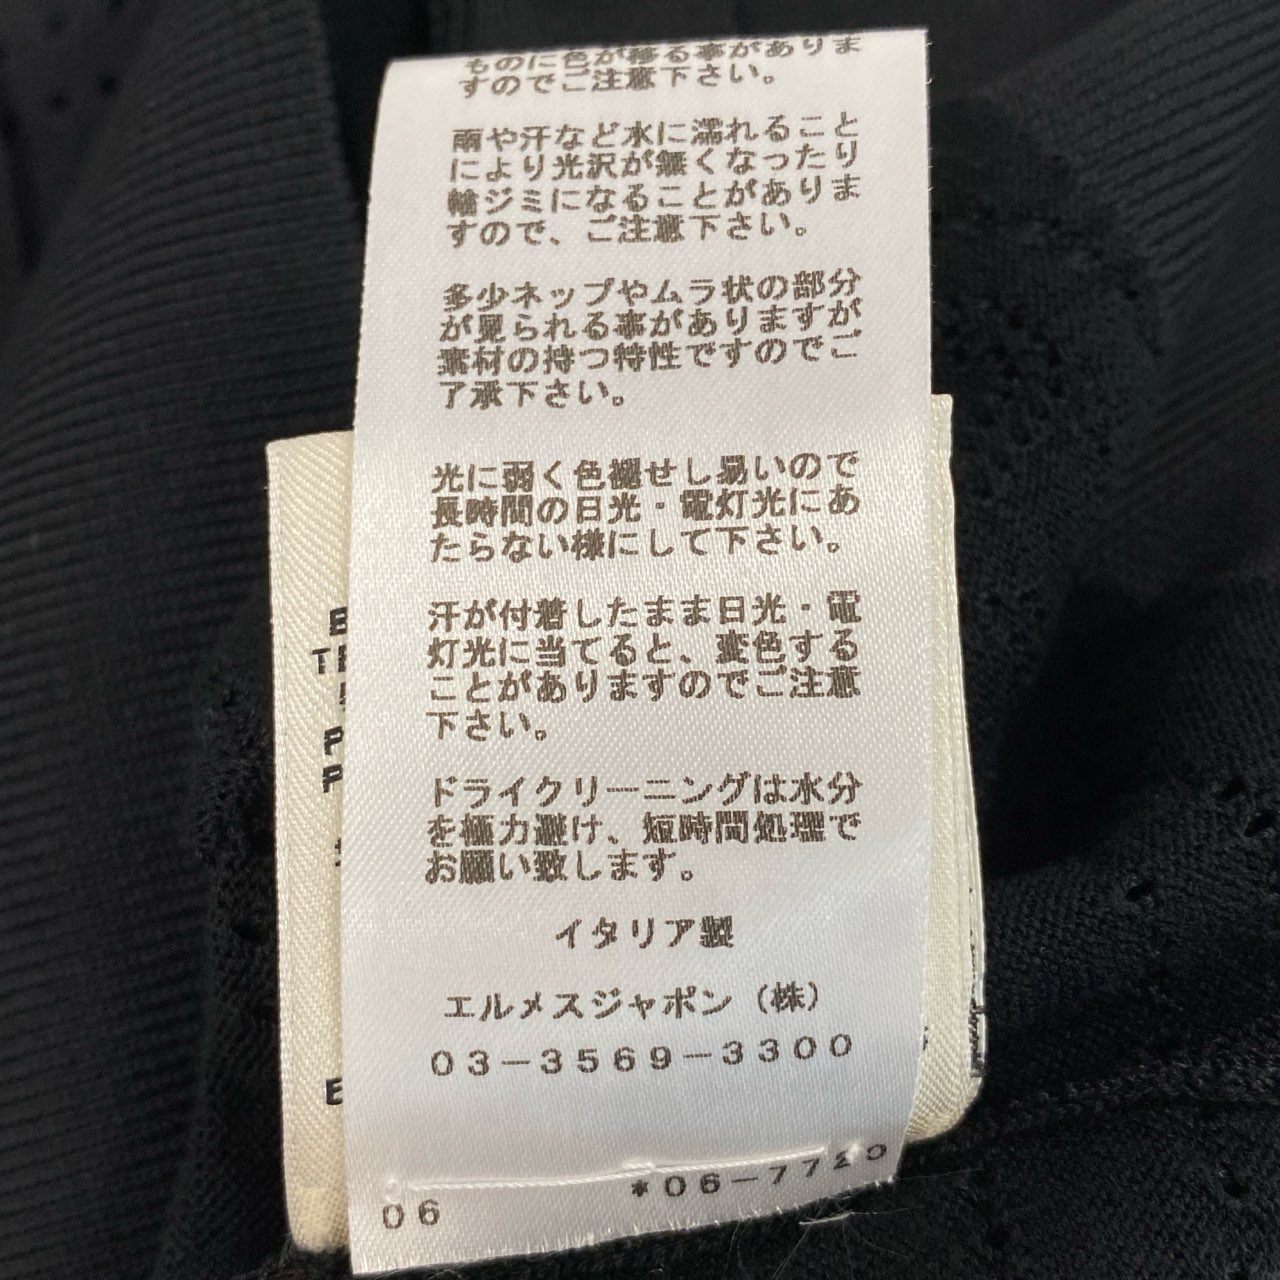 ものに色が移る事がありま
すのでご注意下さい。
雨や汗など水に濡れること
により光沢が無くなったり
輪ジミになることがありま
すので、ご注意下さい。
多少ネップやムラ状の部分
が見られる事がありますが
素材の持つ特性ですのでご
了承下さい。
光に弱く色褪せし易いので
長時間の日光・電灯光にあ
たらない様にして下さい。
汗が付着したまま日光・電
灯光に当てると、変色する
ことがありますのでご注意
下さい。
ドライクリーニングは水分
を極力避け、短時間処理で
お願い致します。
イタリア製
エルメスジャポン（株）
03-3569-3300
06 *06-7720